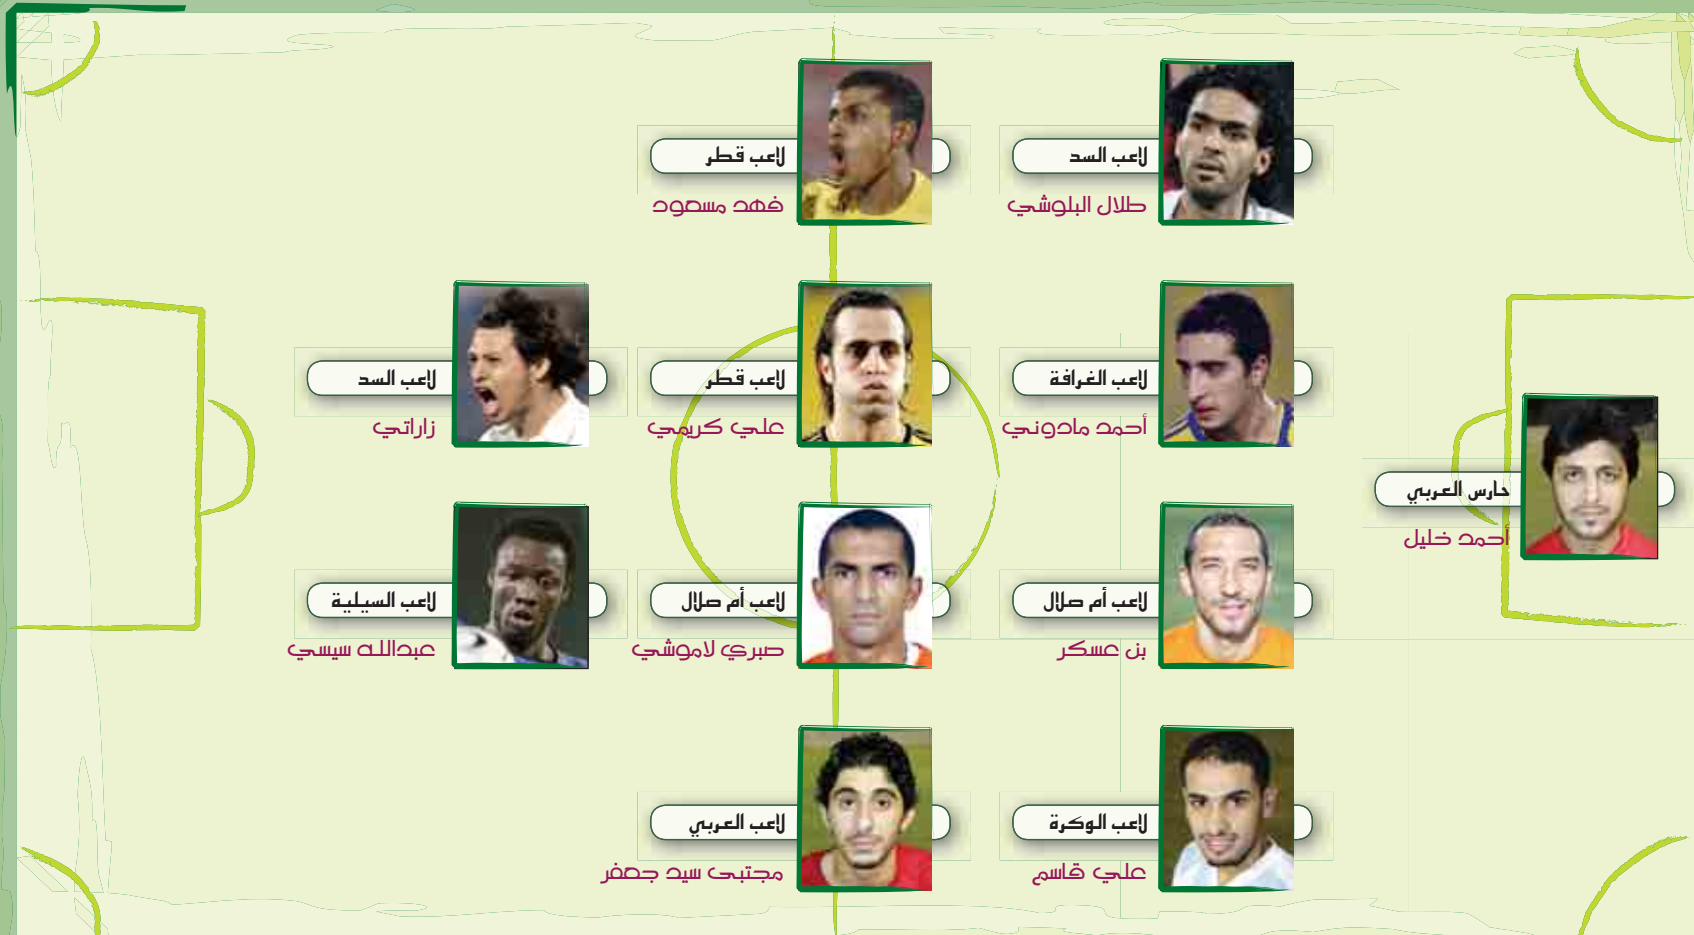 لاعب السد
طلال البلوشي
لاعب قطر
فهد مسعود
لاعب الغرافة
أحمد مادوني
لاعب قطر
علي كريمي
لاعب السد
زاراتي
حارس العربي
أحمد خليل
لاعب أم صلال
بن عسكر
لاعب أم صلال
صبري لاموشي
لاعب السيلية
عبدالله سيسي
لاعب الوكرة
علي قاسم
لاعب العربي
مجتبى سيد جعفر